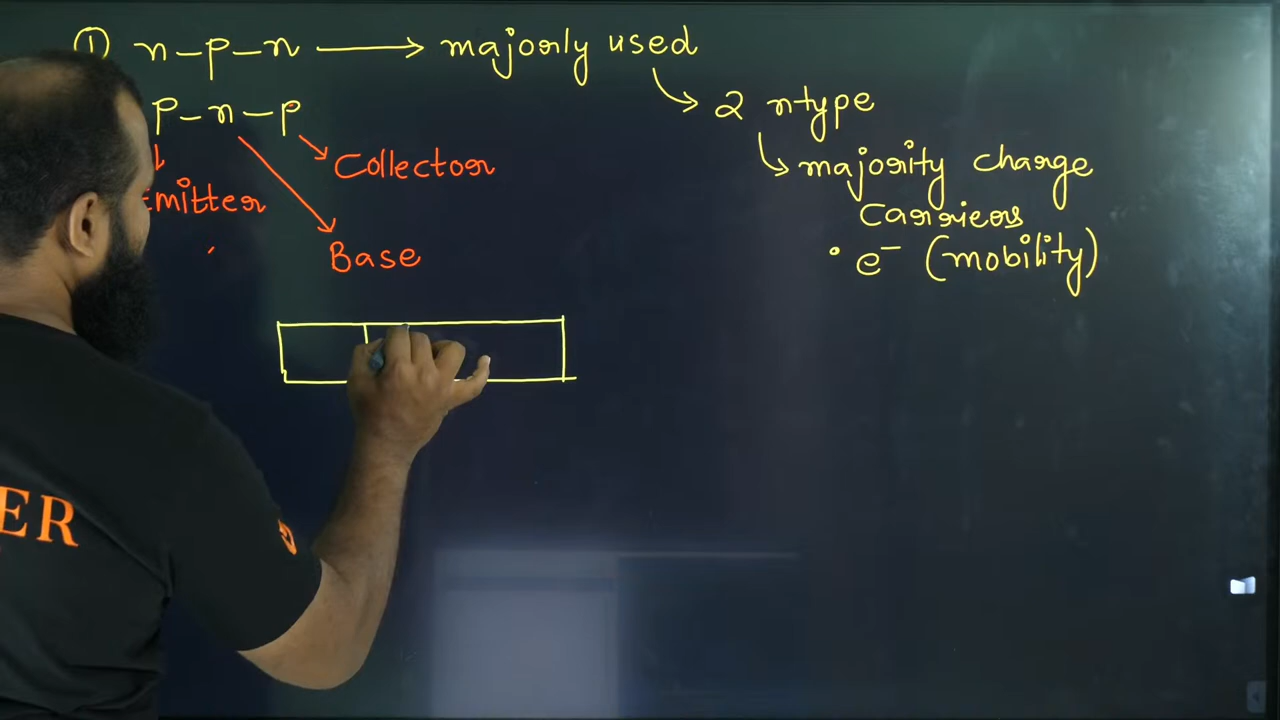 ① n-p-n → majorly used
p-n-p
2 n type
Collector
majority charge
Emitter
carriers
Base
• e⁻ (mobility)
ER